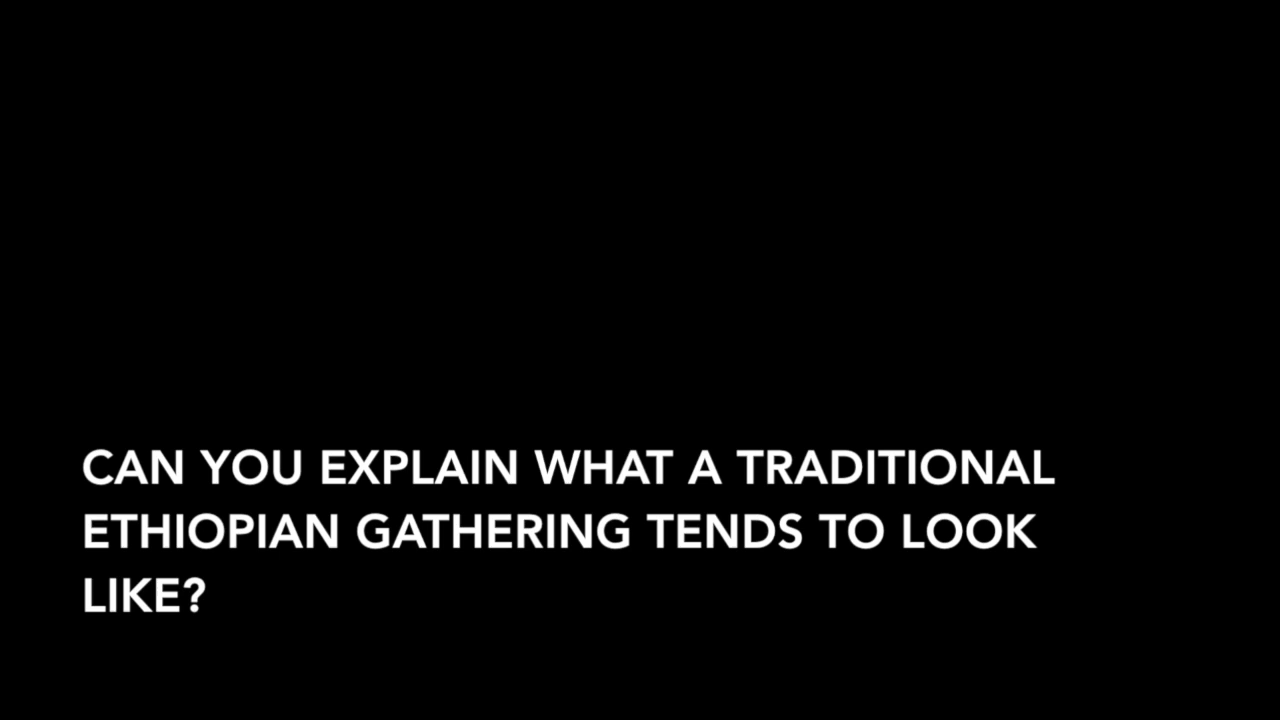 CAN YOU EXPLAIN WHAT A TRADITIONAL
ETHIOPIAN GATHERING TENDS TO LOOK
LIKE?